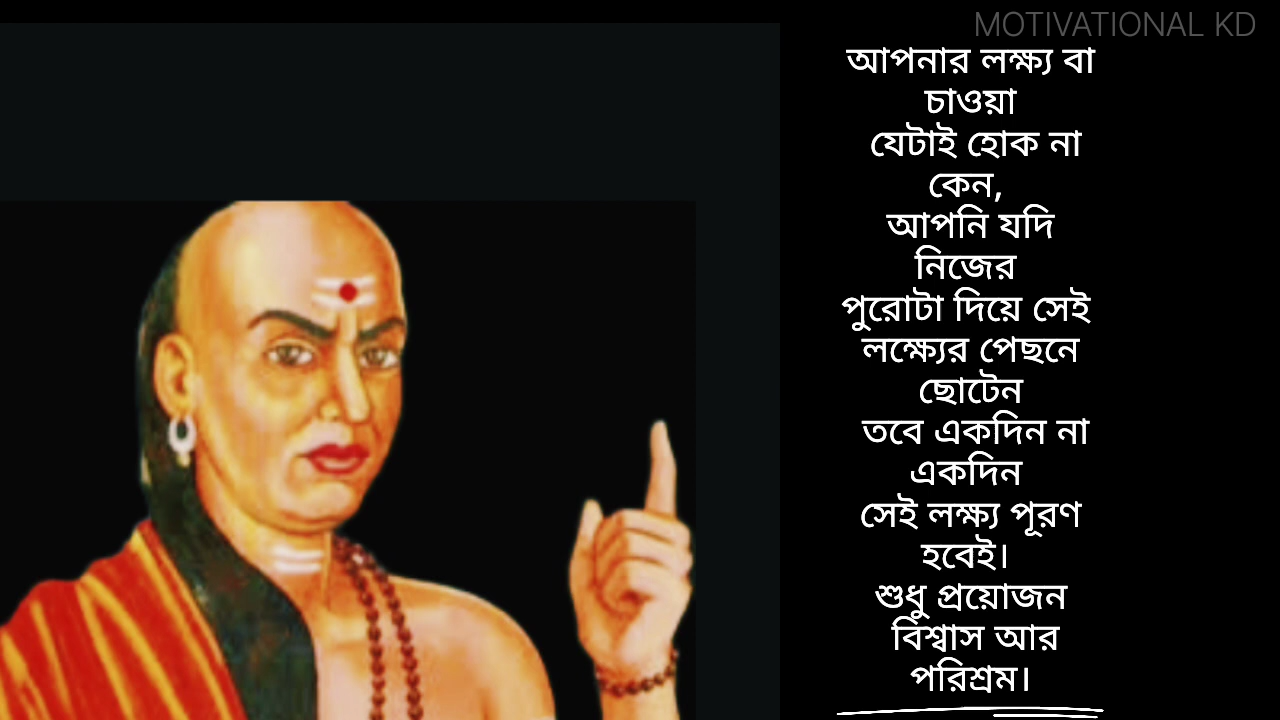 MOTIVATIONAL KD
আপনার লক্ষ্য বা
চাওয়া
যেটাই হোক না
কেন,
আপনি যদি
নিজের
পুরোটা দিয়ে সেই
লক্ষ্যের পেছনে
ছোটেন
তবে একদিন না
একদিন
সেই লক্ষ্য পূরণ
হবেই।
শুধু প্রয়োজন
বিশ্বাস আর
পরিশ্রম।